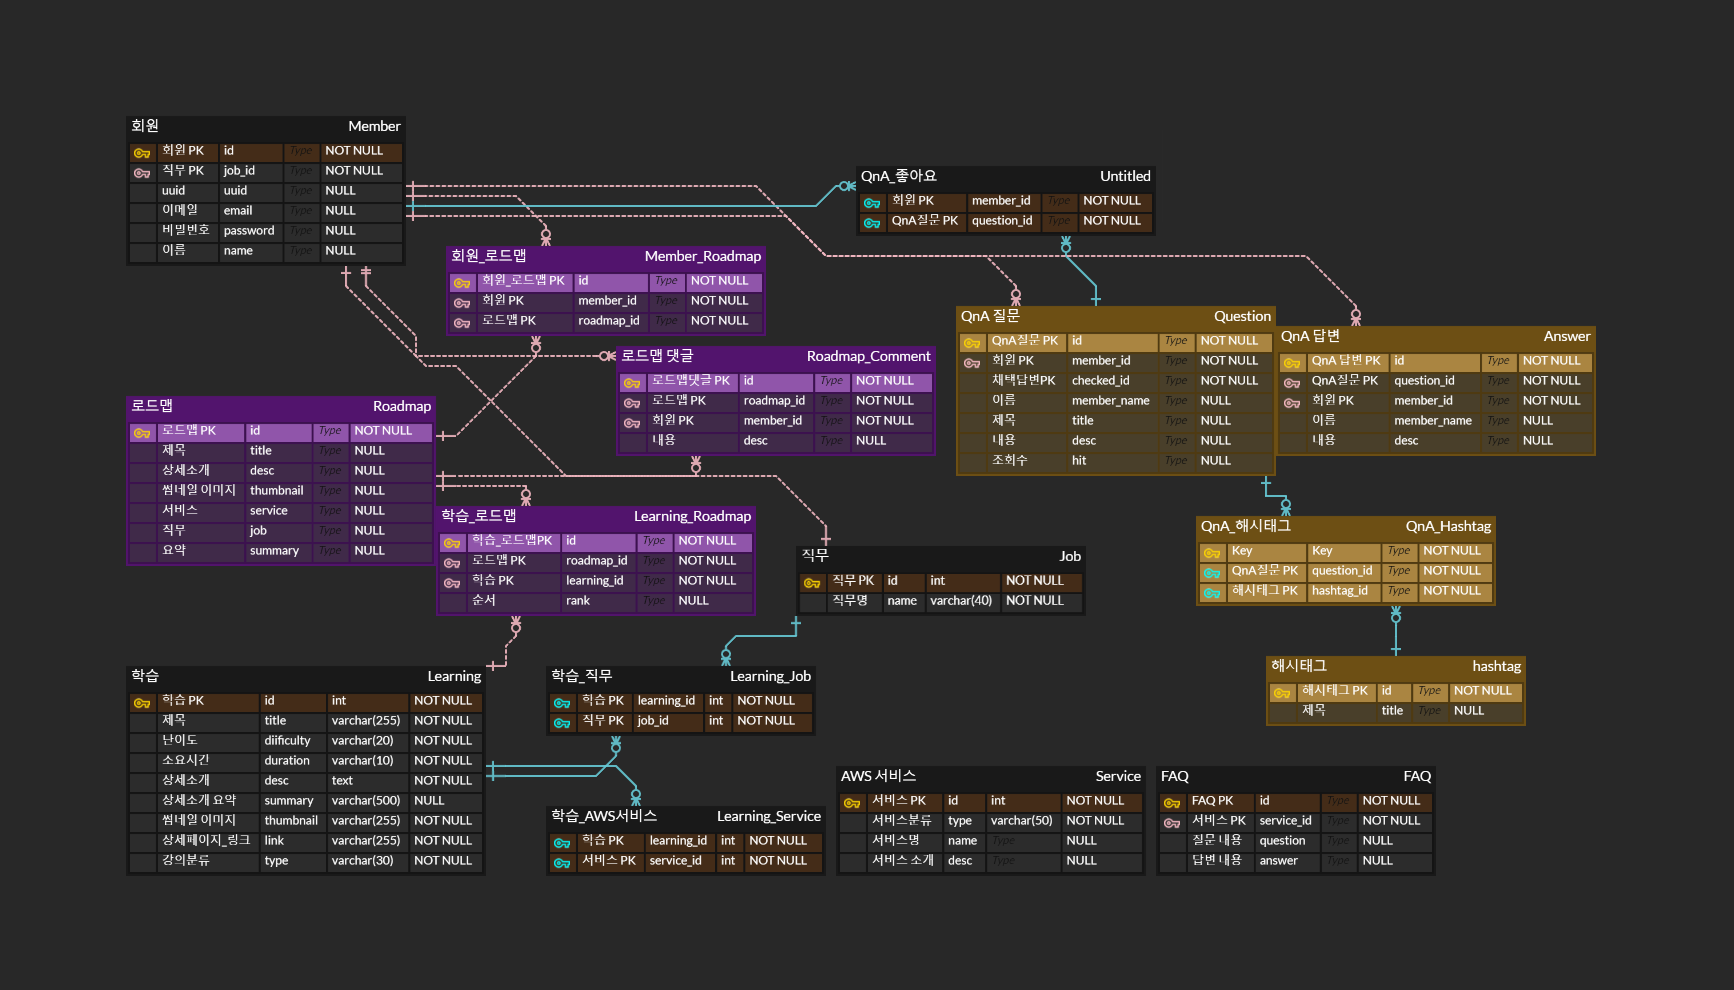 회원 Member
회원 PK id Type NOT NULL
직무 PK job_id Type NOT NULL
uuid uuid Type NULL
이메일 email Type NULL
비밀번호 password Type NULL
이름 name Type NULL
QnA_좋아요 Untitled
회원 PK member_id Type NOT NULL
QnA질문 PK question_id Type NOT NULL
회원_로드맵 Member_Roadmap
회원_로드맵 PK id Type NOT NULL
회원 PK member_id Type NOT NULL
로드맵 PK roadmap_id Type NOT NULL
로드맵 댓글 Roadmap_Comment
로드맵댓글 PK id Type NOT NULL
로드맵 PK roadmap_id Type NOT NULL
회원 PK member_id Type NOT NULL
내용 desc Type NULL
QnA 질문 Question
QnA질문 PK id Type NOT NULL
회원 PK member_id Type NOT NULL
채택답변PK checked_id Type NOT NULL
이름 member_name Type NOT NULL
제목 title Type NULL
내용 desc Type NULL
조회수 hit Type NULL
QnA 답변 Answer
QnA 답변 PK id Type NOT NULL
QnA질문 PK question_id Type NOT NULL
회원 PK member_id Type NOT NULL
이름 member_name Type NULL
내용 desc Type NULL
로드맵 Roadmap
로드맵 PK id Type NOT NULL
제목 title Type NULL
상세소개 desc Type NULL
썸네일 이미지 thumbnail Type NULL
서비스 service Type NULL
직무 job Type NULL
요약 summary Type NULL
학습_로드맵 Learning_Roadmap
학습_로드맵PK id Type NOT NULL
로드맵 PK roadmap_id Type NOT NULL
학습 PK learning_id Type NOT NULL
순서 rank Type NULL
직무 Job
직무 PK id int NOT NULL
직무명 name varchar(40) NOT NULL
QnA_해시태그 QnA_Hashtag
Key Key Type NOT NULL
QnA질문 PK question_id Type NOT NULL
해시태그 PK hashtag_id Type NOT NULL
해시태그 hashtag
해시태그 PK id Type NOT NULL
제목 title Type NULL
학습 Learning
학습 PK id int NOT NULL
제목 title varchar(255) NOT NULL
난이도 diificulty varchar(20) NOT NULL
소요시간 duration varchar(10) NOT NULL
상세소개 desc text NOT NULL
상세소개 요약 summary varchar(500) NULL
썸네일 이미지 thumbnail varchar(255) NOT NULL
상세페이지_링크 link varchar(255) NOT NULL
강의분류 type varchar(30) NOT NULL
학습_직무 Learning_Job
학습 PK learning_id int NOT NULL
직무 PK job_id int NOT NULL
학습_AWS서비스 Learning_Service
학습 PK learning_id int NOT NULL
서비스 PK service_id int NOT NULL
AWS 서비스 Service
서비스 PK id int NOT NULL
서비스분류 type varchar(50) NOT NULL
서비스명 name Type NULL
서비스 소개 desc Type NULL
FAQ FAQ
FAQ PK id Type NOT NULL
서비스 PK service_id Type NOT NULL
질문 내용 question Type NULL
답변 내용 answer Type NULL